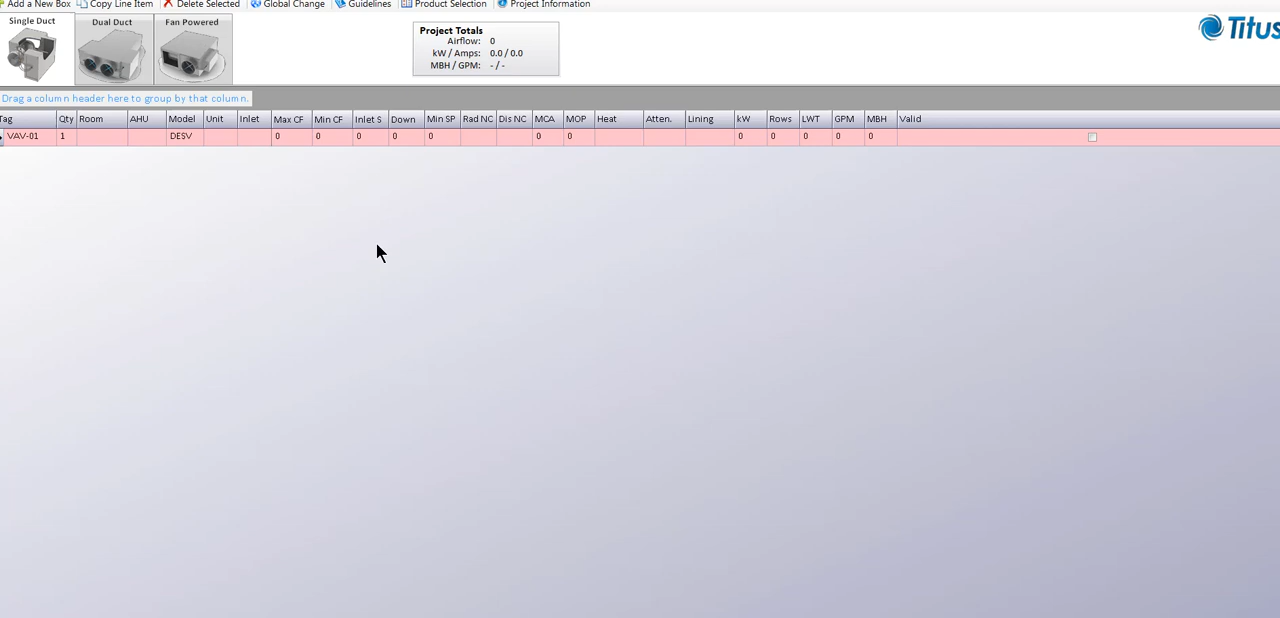 Add a New Box Copy Line Item Delete Selected Global Change Guidelines Product Selection Project Information
Single Duct Dual Duct Fan Powered
Project Totals
Airflow: 0
kW / Amps: 0.0 / 0.0
MBH / GPM: - / -
Titus
Drag a column header here to group by that column.
Tag Qty Room AHU Model Unit Inlet Max CF Min CF Inlet S Down Min SP Rad NC Dis NC MCA MOP Heat Atten. Lining kW Rows LWT GPM MBH Valid
VAV-01 1 DESV 0 0 0 0 0 0 0 0 0 0 0 0